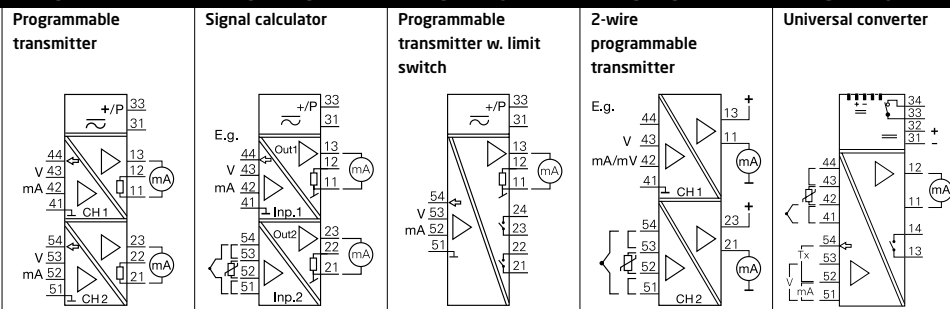 Programmable
transmitter
+/P 33
31
44 13
V 43 12
mA 42 11 mA
41 CH1
54 23
V 53 22
mA 52 21 mA
51 CH2
Signal calculator
+/P 33
31
E.g.
44 Out1 13
V 43 12
mA 42 11 mA
41 Inp.1
54 Out2 23
53 22
52 21 mA
51 Inp.2
Programmable
transmitter w. limit
switch
+/P 33
31
13
12
11 mA
54 24
V 53 23
mA 52 22
51 21
2-wire
programmable
transmitter
E.g.
44 13 +
V 43 11
mA/mV 42 mA
41 CH1
54 23 +
53 21
52 mA
51 CH2
Universal converter
+ - 34
33
32 +
31 -
44 12
43 mA
42 11
41 14
54 13
Tx 53
V 52
mA 51